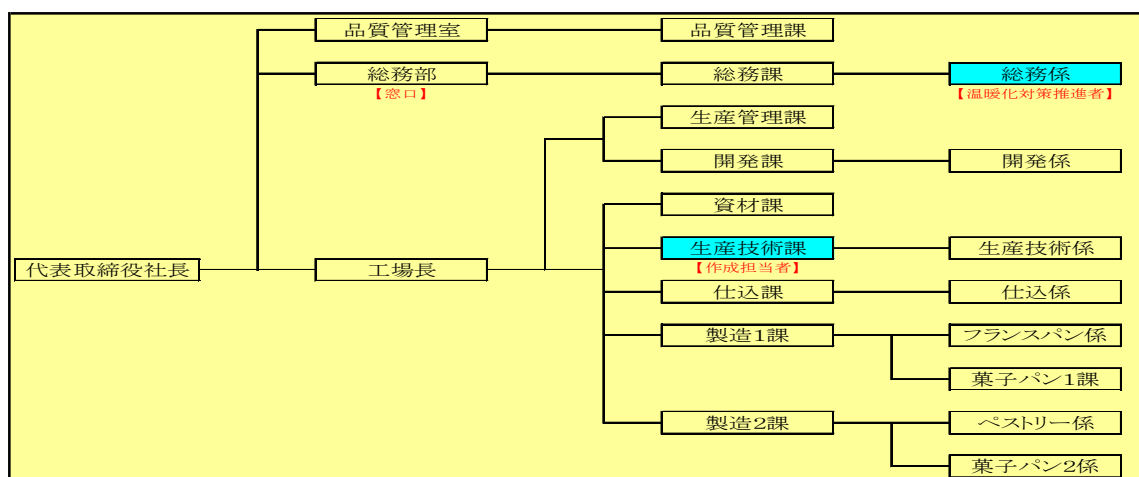 品質管理室 品質管理課
総務部 総務課 総務係
【窓口】 【温暖化対策推進者】
生産管理課
開発課 開発係
資材課
生産技術課 生産技術係
【作成担当者】
代表取締役社長 工場長
仕込課 仕込係
製造1課 フランスパン係
菓子パン1課
製造2課 ペストリー係
菓子パン2係